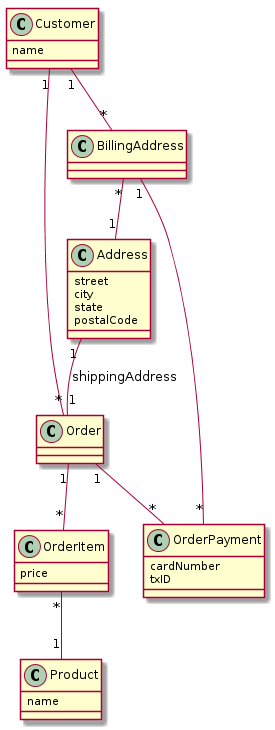 C Customer
name
1 1
*
C BillingAddress
* 1
1
C Address
street
city
state
postalCode
1
shippingAddress
* 1
C Order
1 1
* * *
C OrderItem
price
C OrderPayment
cardNumber
txID
*
1
C Product
name